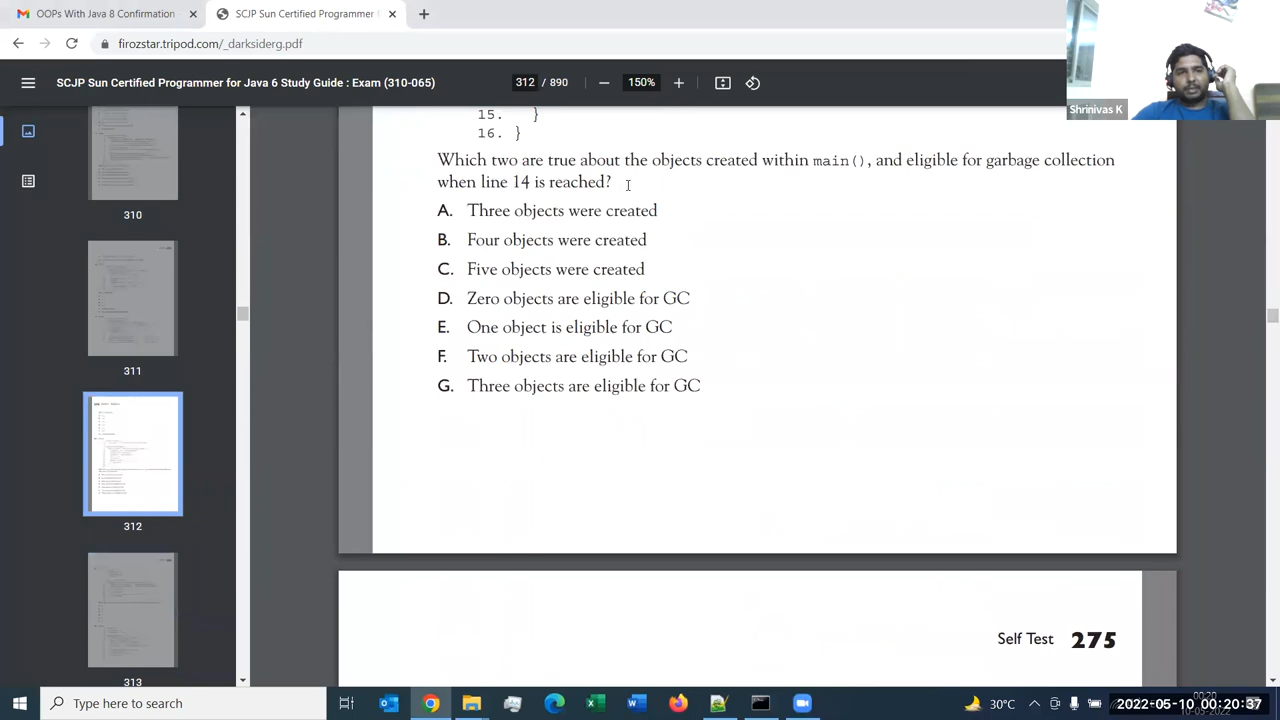 OOPs With Java 8 Confirmation
SCJP Sun Certified Programmer
firozstar.tripod.com/_darksiderg.pdf
SCJP Sun Certified Programmer for Java 6 Study Guide : Exam (310-065)
312 / 890
150%
Shrinivas K
310
311
312
313
15. }
16. }
Which two are true about the objects created within main(), and eligible for garbage collection
when line 14 is reached?
A. Three objects were created
B. Four objects were created
C. Five objects were created
D. Zero objects are eligible for GC
E. One object is eligible for GC
F. Two objects are eligible for GC
G. Three objects are eligible for GC
Self Test 275
Type here to search
30°C
00:20
10-05-2022
2022-05-10 00:20:37